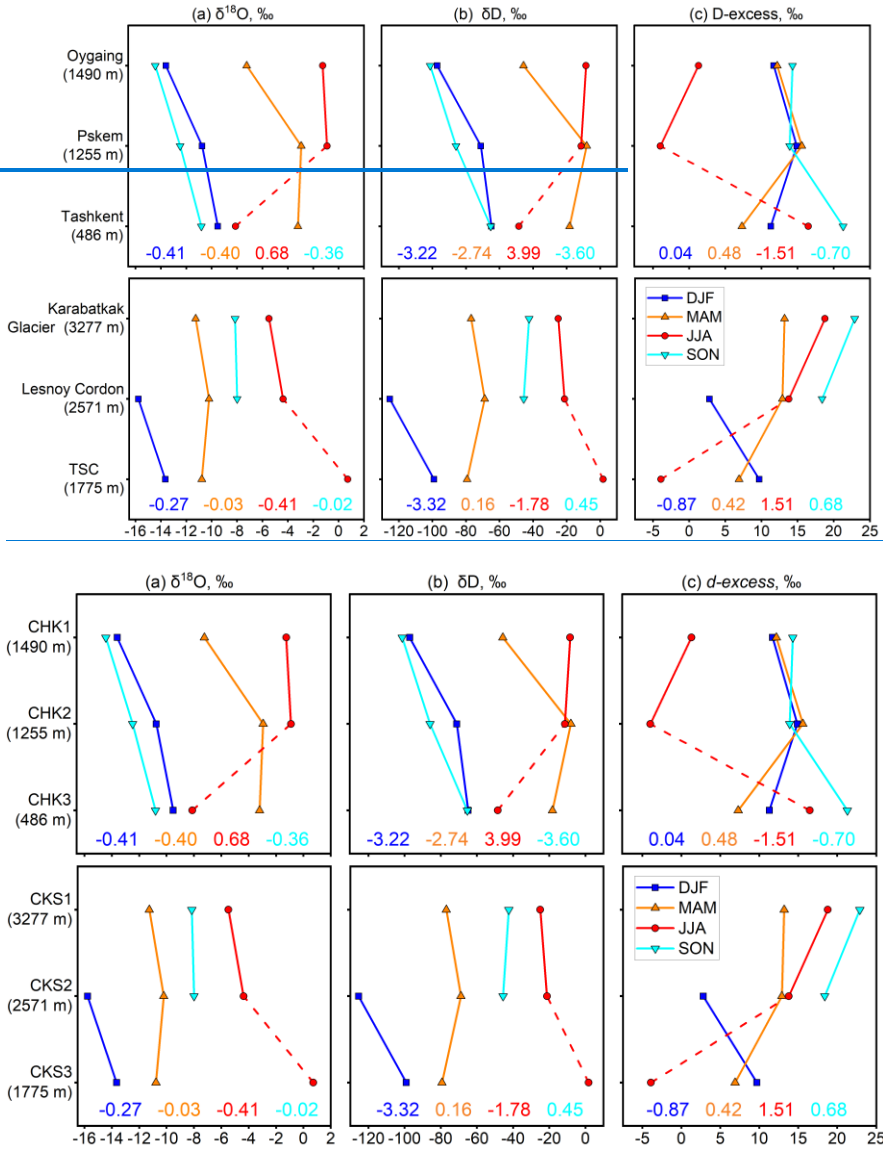 (a) δ¹⁸O, ‰ (b) δD, ‰ (c) D-excess, ‰
Oygaing
(1490 m)
Pskem
(1255 m)
Tashkent
(486 m)
-0.41 -0.40 0.68 -0.36 -3.22 -2.74 3.99 -3.60 0.04 0.48 -1.51 -0.70
Karabatkak
Glacier (3277 m)
DJF
MAM
JJA
SON
Lesnoy Cordon
(2571 m)
TSC
(1775 m)
-0.27 -0.03 -0.41 -0.02 -3.32 0.16 -1.78 0.45 -0.87 0.42 1.51 0.68
-16 -14 -12 -10 -8 -6 -4 -2 0 2 -120 -100 -80 -60 -40 -20 0 -5 0 5 10 15 20 25
(a) δ¹⁸O, ‰ (b) δD, ‰ (c) d-excess, ‰
CHK1
(1490 m)
CHK2
(1255 m)
CHK3
(486 m)
-0.41 -0.40 0.68 -0.36 -3.22 -2.74 3.99 -3.60 0.04 0.48 -1.51 -0.70
CKS1
(3277 m)
DJF
MAM
JJA
SON
CKS2
(2571 m)
CKS3
(1775 m)
-0.27 -0.03 -0.41 -0.02 -3.32 0.16 -1.78 0.45 -0.87 0.42 1.51 0.68
-16 -14 -12 -10 -8 -6 -4 -2 0 2 -120 -100 -80 -60 -40 -20 0 -5 0 5 10 15 20 25